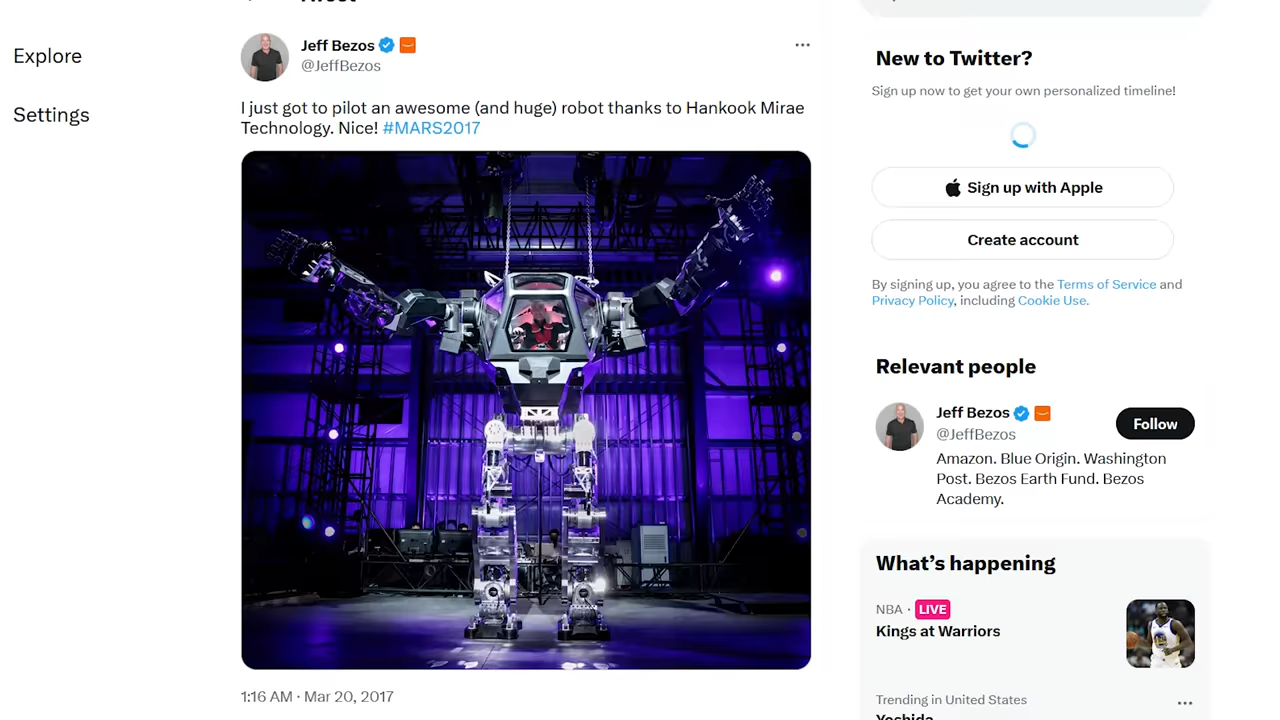 Explore
Settings
Jeff Bezos
@JeffBezos
I just got to pilot an awesome (and huge) robot thanks to Hankook Mirae
Technology. Nice! #MARS2017
1:16 AM · Mar 20, 2017
New to Twitter?
Sign up now to get your own personalized timeline!
Sign up with Apple
Create account
By signing up, you agree to the Terms of Service and
Privacy Policy, including Cookie Use.
Relevant people
Jeff Bezos
@JeffBezos
Follow
Amazon. Blue Origin. Washington
Post. Bezos Earth Fund. Bezos
Academy.
What's happening
NBA · LIVE
Kings at Warriors
Trending in United States
Yoshida